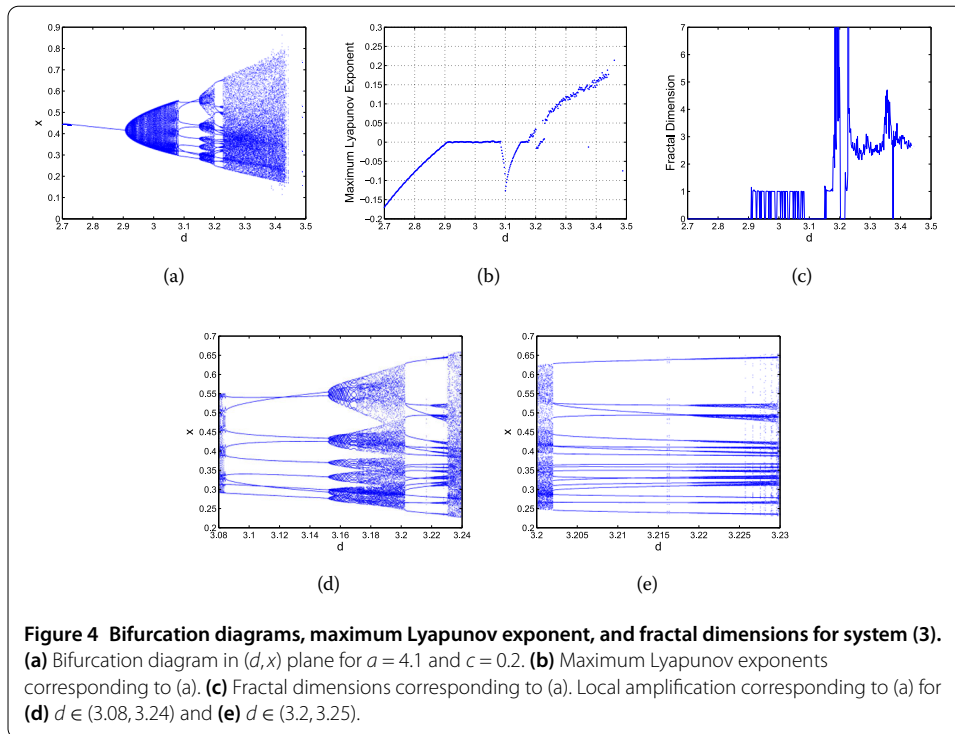 0.9
0.8
0.7
0.6
0.5
0.4
0.3
0.2
0.1
0
x
2.7 2.8 2.9 3 3.1 3.2 3.3 3.4 3.5
d
(a)
0.3
0.25
0.2
0.15
0.1
0.05
0
−0.05
−0.1
−0.15
−0.2
Maximum Lyapunov Exponent
2.7 2.8 2.9 3 3.1 3.2 3.3 3.4 3.5
d
(b)
7
6
5
4
3
2
1
0
Fractal Dimension
2.7 2.8 2.9 3 3.1 3.2 3.3 3.4 3.5
d
(c)
0.7
0.65
0.6
0.55
0.5
0.45
0.4
0.35
0.3
0.25
0.2
x
3.08 3.1 3.12 3.14 3.16 3.18 3.2 3.22 3.24
d
(d)
0.7
0.65
0.6
0.55
0.5
0.45
0.4
0.35
0.3
0.25
0.2
x
3.2 3.205 3.21 3.215 3.22 3.225 3.23
d
(e)
Figure 4 Bifurcation diagrams, maximum Lyapunov exponent, and fractal dimensions for system (3).
(a) Bifurcation diagram in (d, x) plane for a = 4.1 and c = 0.2. (b) Maximum Lyapunov exponents
corresponding to (a). (c) Fractal dimensions corresponding to (a). Local amplification corresponding to (a) for
(d) d ∈ (3.08, 3.24) and (e) d ∈ (3.2, 3.25).